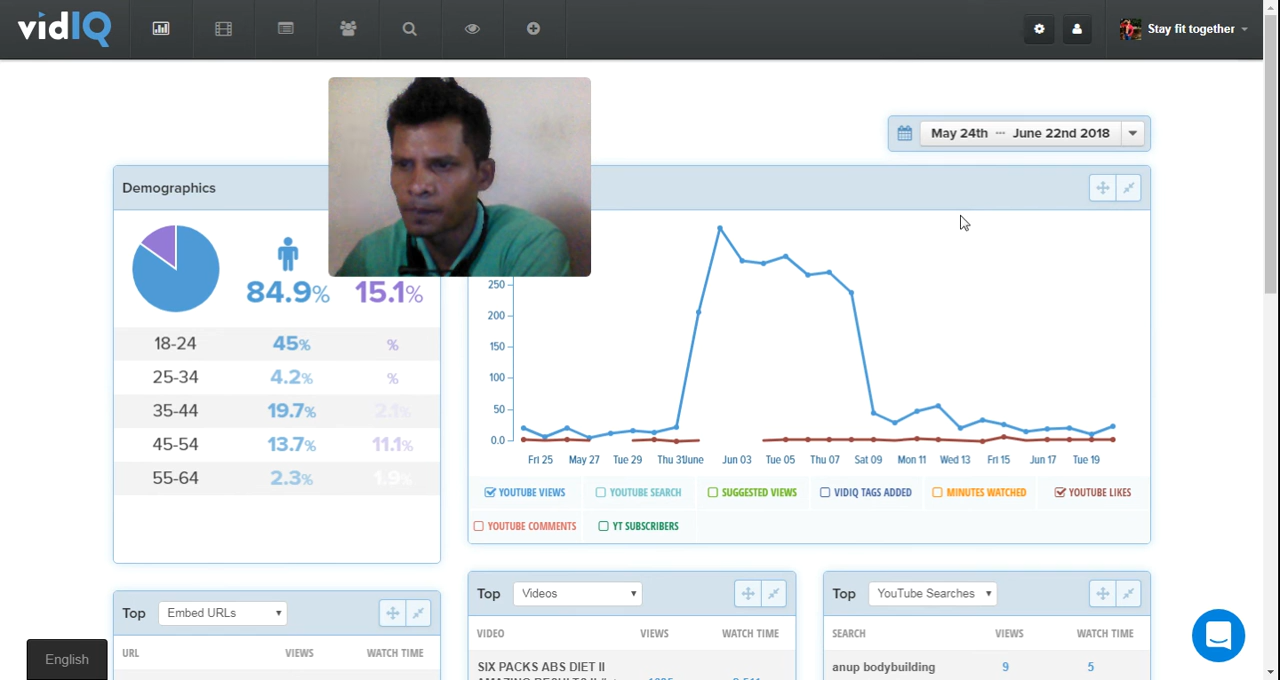 vidIQ
Stay fit together
May 24th --- June 22nd 2018
Demographics
84.9% 15.1%
18-24 45% %
25-34 4.2% %
35-44 19.7% 2.1%
45-54 13.7% 11.1%
55-64 2.3% 1.9%
250
200
150
100
50
0.0
Fri 25 May 27 Tue 29 Thu 31June Jun 03 Tue 05 Thu 07 Sat 09 Mon 11 Wed 13 Fri 15 Jun 17 Tue 19
YOUTUBE VIEWS YOUTUBE SEARCH SUGGESTED VIEWS VIDIQ TAGS ADDED MINUTES WATCHED YOUTUBE LIKES
YOUTUBE COMMENTS YT SUBSCRIBERS
Top Embed URLs
URL VIEWS WATCH TIME
Top Videos
VIDEO VIEWS WATCH TIME
SIX PACKS ABS DIET II
Top YouTube Searches
SEARCH VIEWS WATCH TIME
anup bodybuilding 9 5
English